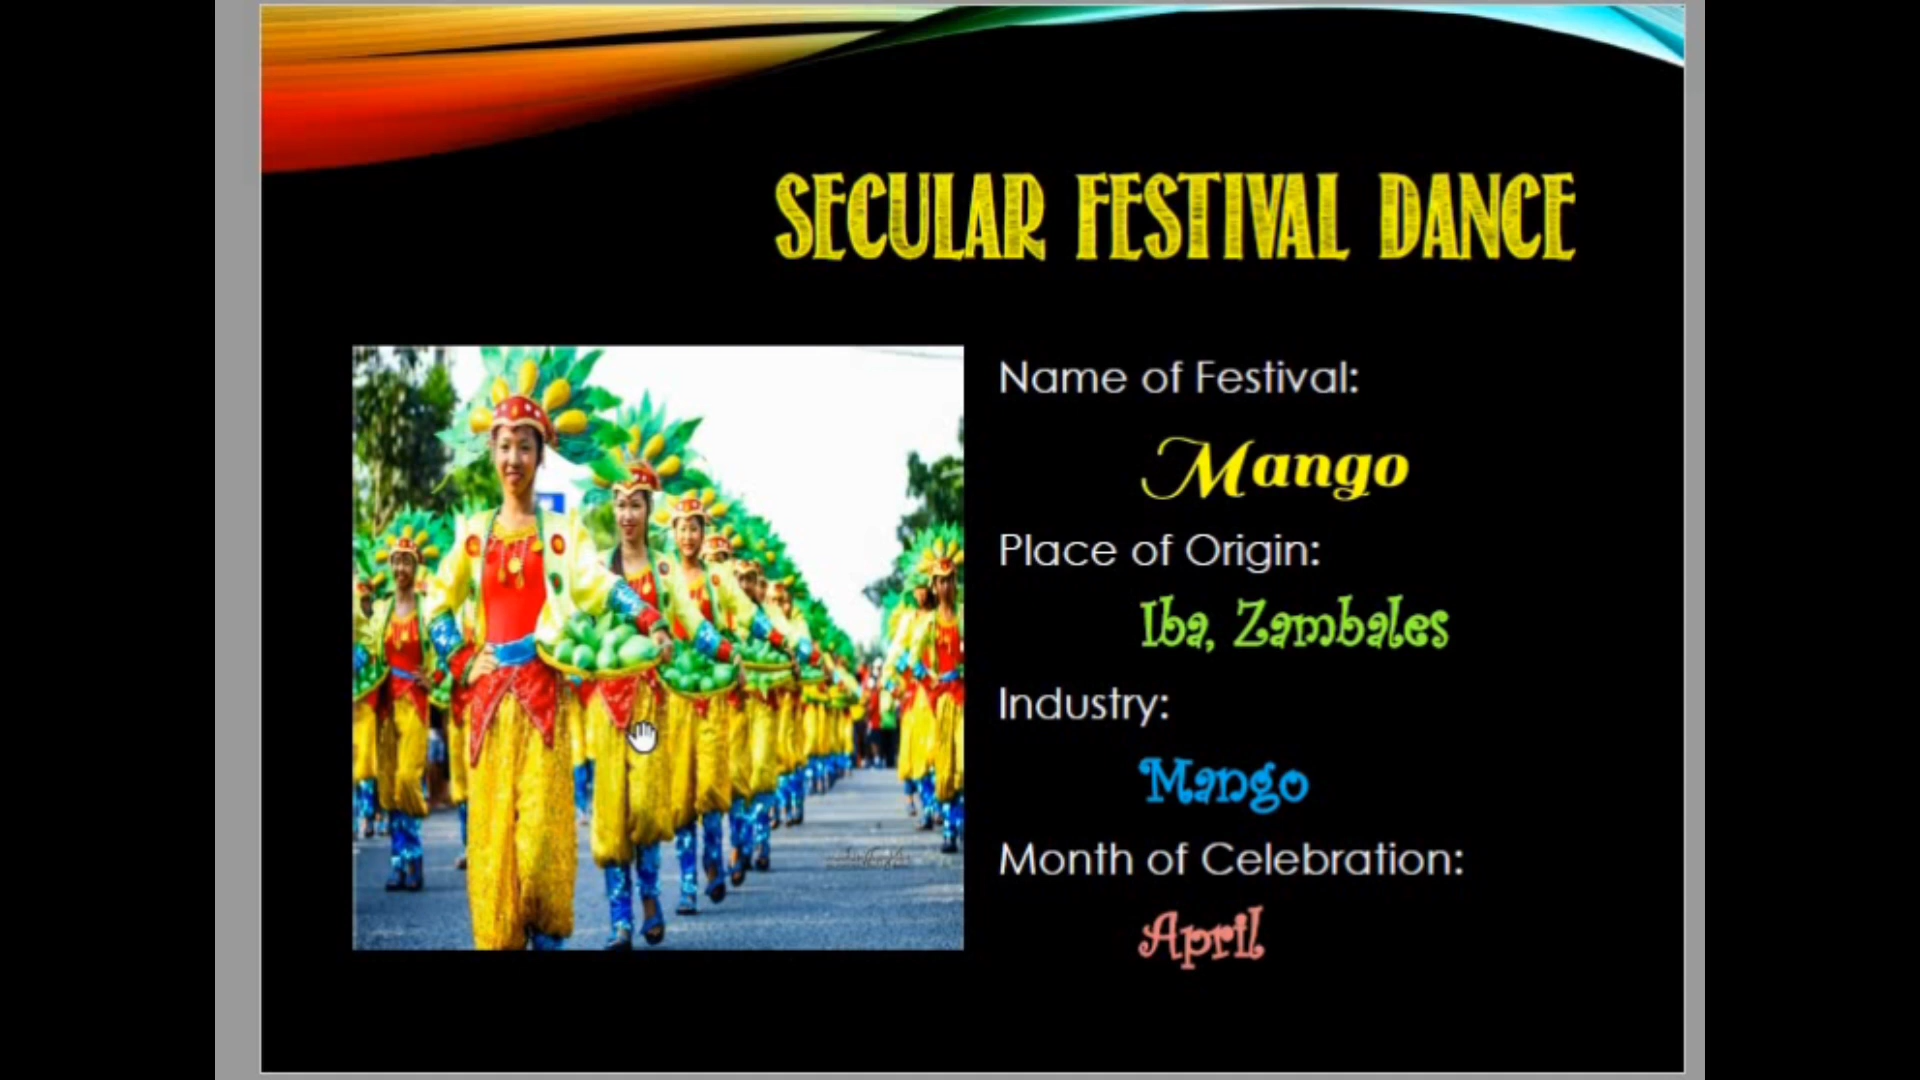 SECULAR FESTIVAL DANCE
Name of Festival:
Mango
Place of Origin:
Iba, Zambales
Industry:
Mango
Month of Celebration:
April